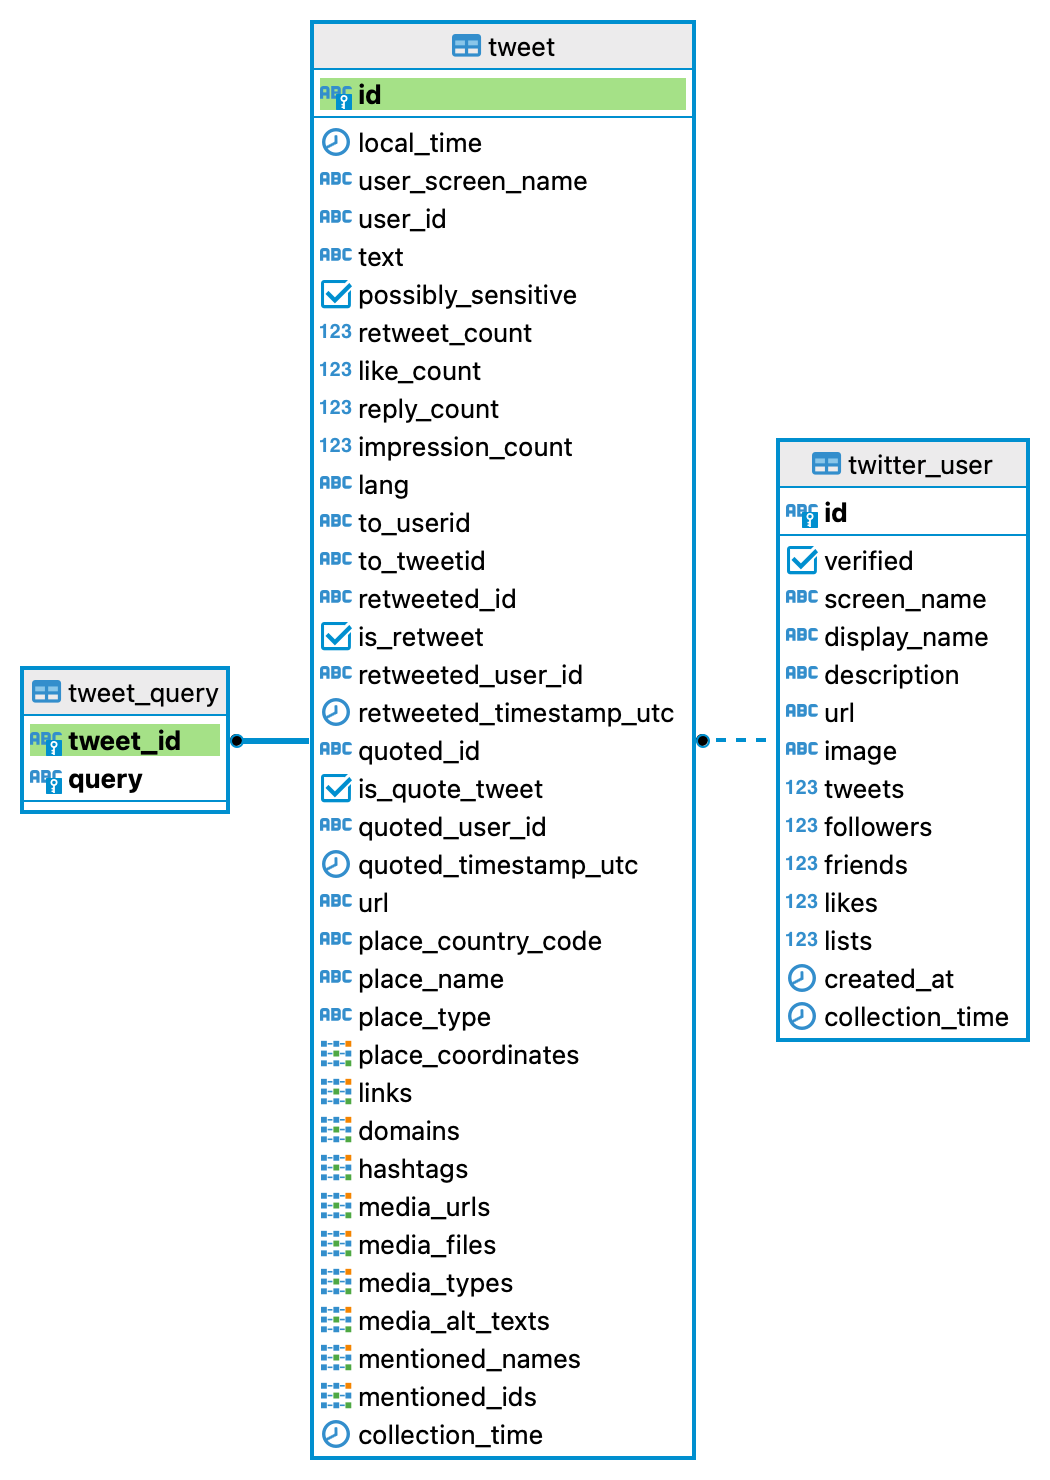 tweet
ABC id
local_time
ABC user_screen_name
ABC user_id
ABC text
possibly_sensitive
123 retweet_count
123 like_count
123 reply_count
123 impression_count
ABC lang
ABC to_userid
ABC to_tweetid
ABC retweeted_id
is_retweet
ABC retweeted_user_id
retweeted_timestamp_utc
ABC quoted_id
is_quote_tweet
ABC quoted_user_id
quoted_timestamp_utc
ABC url
ABC place_country_code
ABC place_name
ABC place_type
place_coordinates
links
domains
hashtags
media_urls
media_files
media_types
media_alt_texts
mentioned_names
mentioned_ids
collection_time
tweet_query
ABC tweet_id
ABC query
twitter_user
ABC id
verified
ABC screen_name
ABC display_name
ABC description
ABC url
ABC image
123 tweets
123 followers
123 friends
123 likes
123 lists
created_at
collection_time